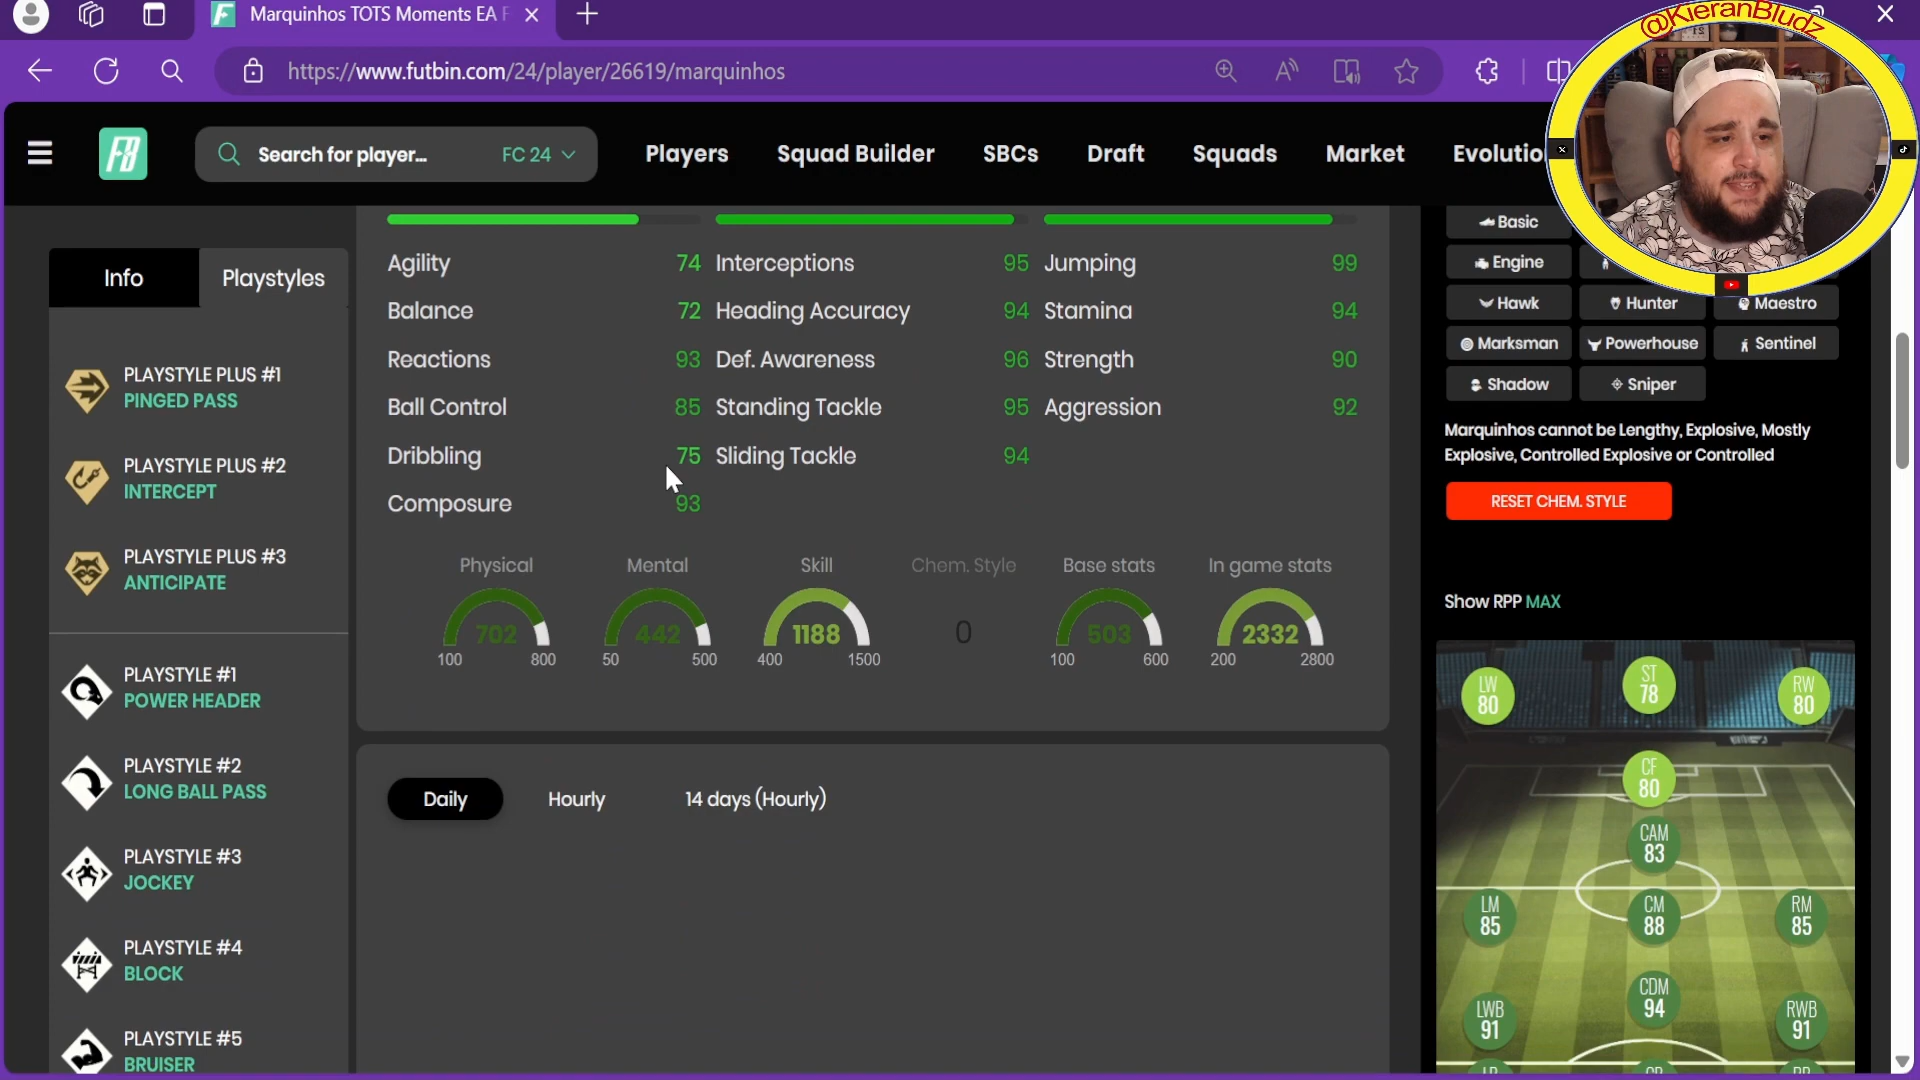 Marquinhos TOTS Moments EA F
https://www.futbin.com/24/player/26619/marquinhos
@KieranBludz
FB
Search for player...
FC 24
Players
Squad Builder
SBCs
Draft
Squads
Market
Evolutio
Info
Playstyles
PLAYSTYLE PLUS #1
PINGED PASS
PLAYSTYLE PLUS #2
INTERCEPT
PLAYSTYLE PLUS #3
ANTICIPATE
PLAYSTYLE #1
POWER HEADER
PLAYSTYLE #2
LONG BALL PASS
PLAYSTYLE #3
JOCKEY
PLAYSTYLE #4
BLOCK
PLAYSTYLE #5
BRUISER
Agility 74 Interceptions 95 Jumping 99
Balance 72 Heading Accuracy 94 Stamina 94
Reactions 93 Def. Awareness 96 Strength 90
Ball Control 85 Standing Tackle 95 Aggression 92
Dribbling 75 Sliding Tackle 94
Composure 93
Physical Mental Skill Chem. Style Base stats In game stats
702 442 1188 0 503 2332
100 800 50 500 400 1500 100 600 200 2800
Daily Hourly 14 days (Hourly)
Basic
Engine
Hawk Hunter Maestro
Marksman Powerhouse Sentinel
Shadow Sniper
Marquinhos cannot be Lengthy, Explosive, Mostly
Explosive, Controlled Explosive or Controlled
RESET CHEM. STYLE
Show RPP MAX
LW
80
ST
78
RW
80
CF
80
CAM
83
LM
85
CM
88
RM
85
CDM
94
LWB
91
RWB
91